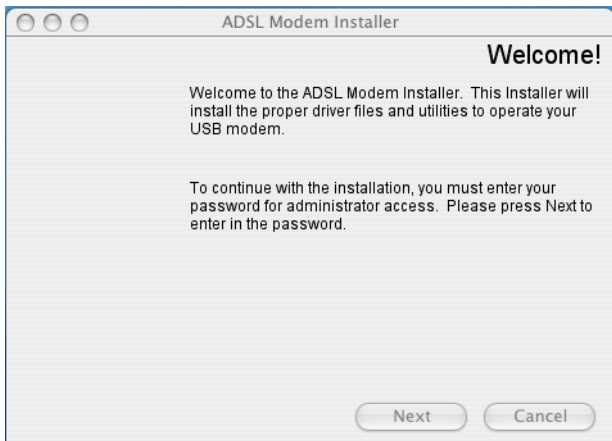 ADSL Modem Installer
Welcome!
Welcome to the ADSL Modem Installer. This Installer will
install the proper driver files and utilities to operate your
USB modem.
To continue with the installation, you must enter your
password for administrator access. Please press Next to
enter in the password.
Next
Cancel